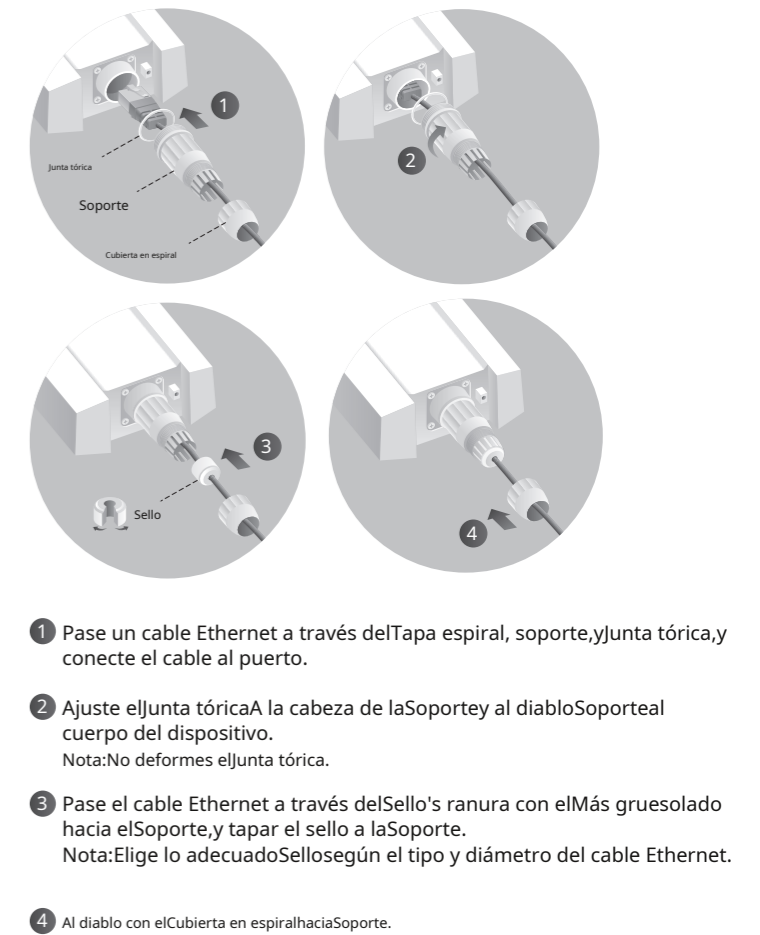 1
Junta tórica
Soporte
Cubierta en espiral
2
3
Sello
4
1 Pase un cable Ethernet a través delTapa espiral, soporte,yJunta tórica,y
conecte el cable al puerto.
2 Ajuste elJunta tóricaA la cabeza de laSoportey al diabloSoporteal
cuerpo del dispositivo.
Nota:No deformes elJunta tórica.
3 Pase el cable Ethernet a través delSello's ranura con elMás gruesolado
hacia elSoporte,y tapar el sello a laSoporte.
Nota:Elige lo adecuadoSellosegún el tipo y diámetro del cable Ethernet.
4 Al diablo con elCubierta en espiralhaciaSoporte.